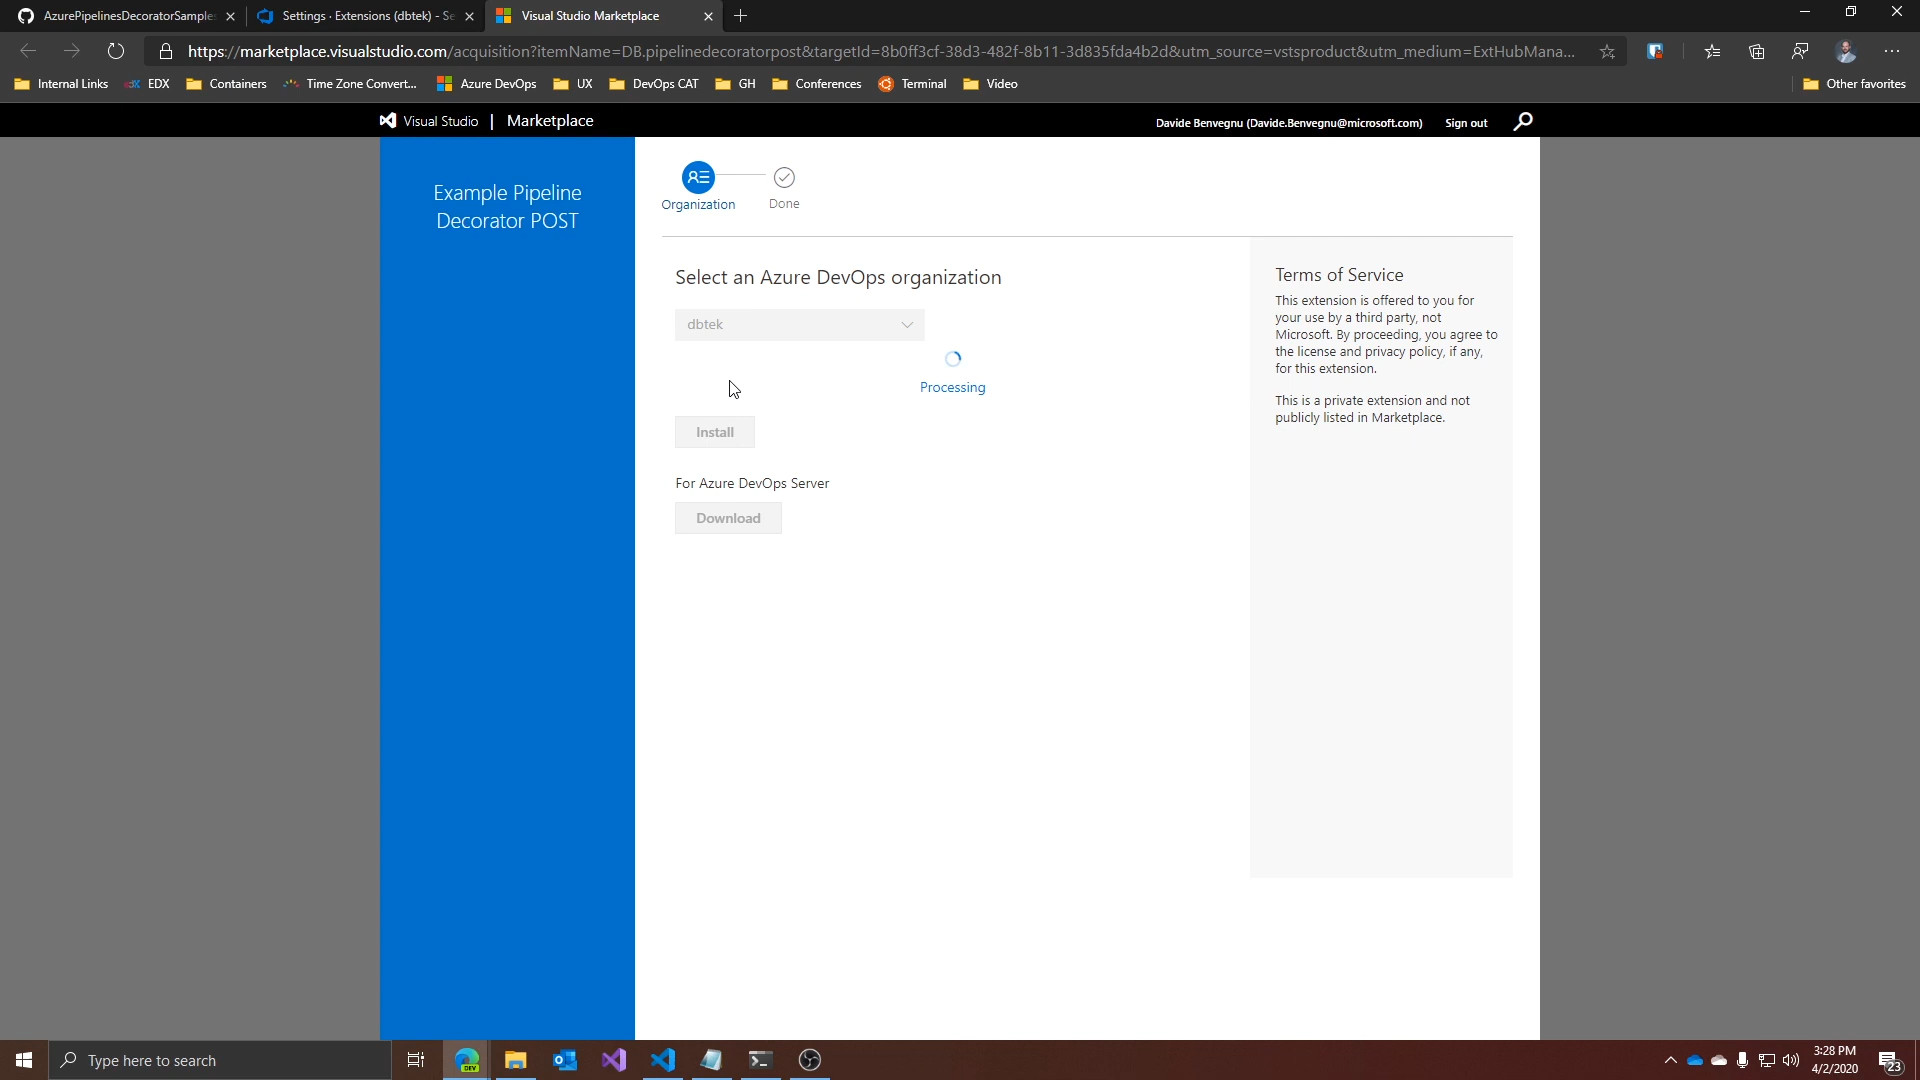 AzurePipelinesDecoratorSamples
Settings · Extensions (dbtek) - Se
Visual Studio Marketplace
https://marketplace.visualstudio.com/acquisition?itemName=DB.pipelinedecoratorpost&targetId=8b0ff3cf-38d3-482f-8b11-3d835fda4b2d&utm_source=vstsproduct&utm_medium=ExtHubMana...
Internal Links
EDX
Containers
Time Zone Convert...
Azure DevOps
UX
DevOps CAT
GH
Conferences
Terminal
Video
Other favorites
Visual Studio | Marketplace
Davide Benvegnu (Davide.Benvegnu@microsoft.com)
Sign out
Example Pipeline
Decorator POST
Organization
Done
Select an Azure DevOps organization
dbtek
Processing
Install
For Azure DevOps Server
Download
Terms of Service
This extension is offered to you for
your use by a third party, not
Microsoft. By proceeding, you agree to
the license and privacy policy, if any,
for this extension.
This is a private extension and not
publicly listed in Marketplace.
Type here to search
DEV
3:28 PM
4/2/2020
23